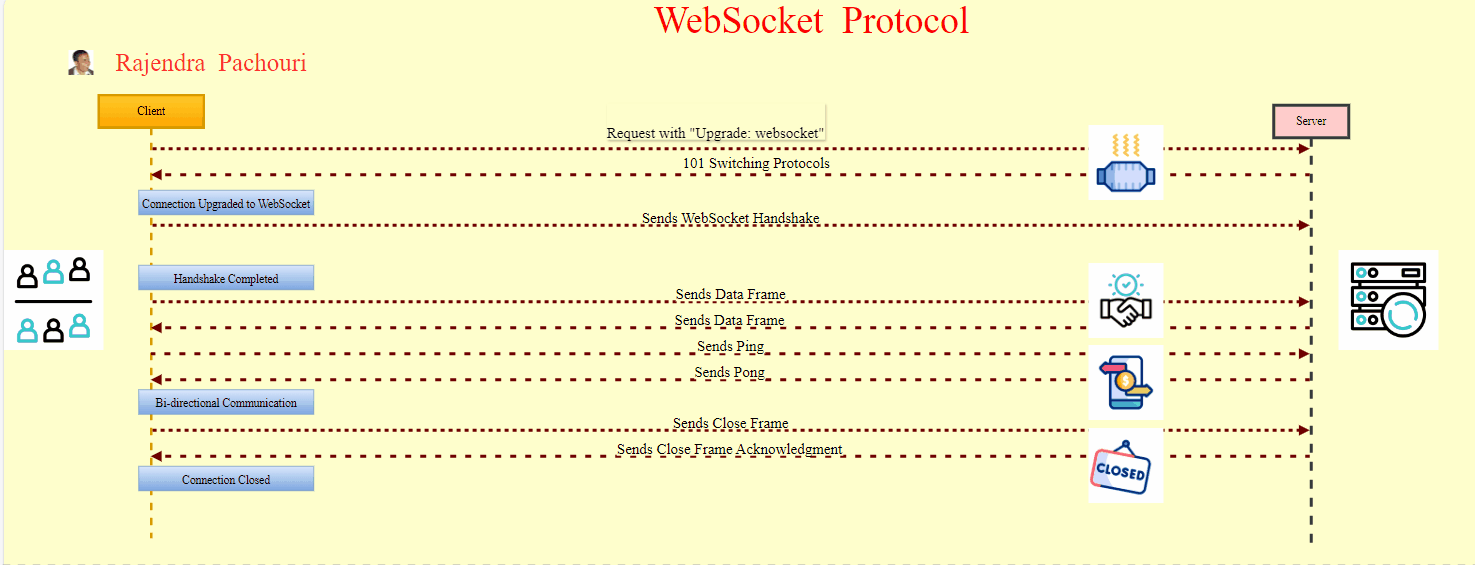 WebSocket Protocol
Rajendra Pachouri
Client
Server
Request with "Upgrade: websocket"
101 Switching Protocols
Connection Upgraded to WebSocket
Sends WebSocket Handshake
Handshake Completed
Sends Data Frame
Sends Data Frame
Sends Ping
Sends Pong
$
Bi-directional Communication
Sends Close Frame
Sends Close Frame Acknowledgment
CLOSED
Connection Closed